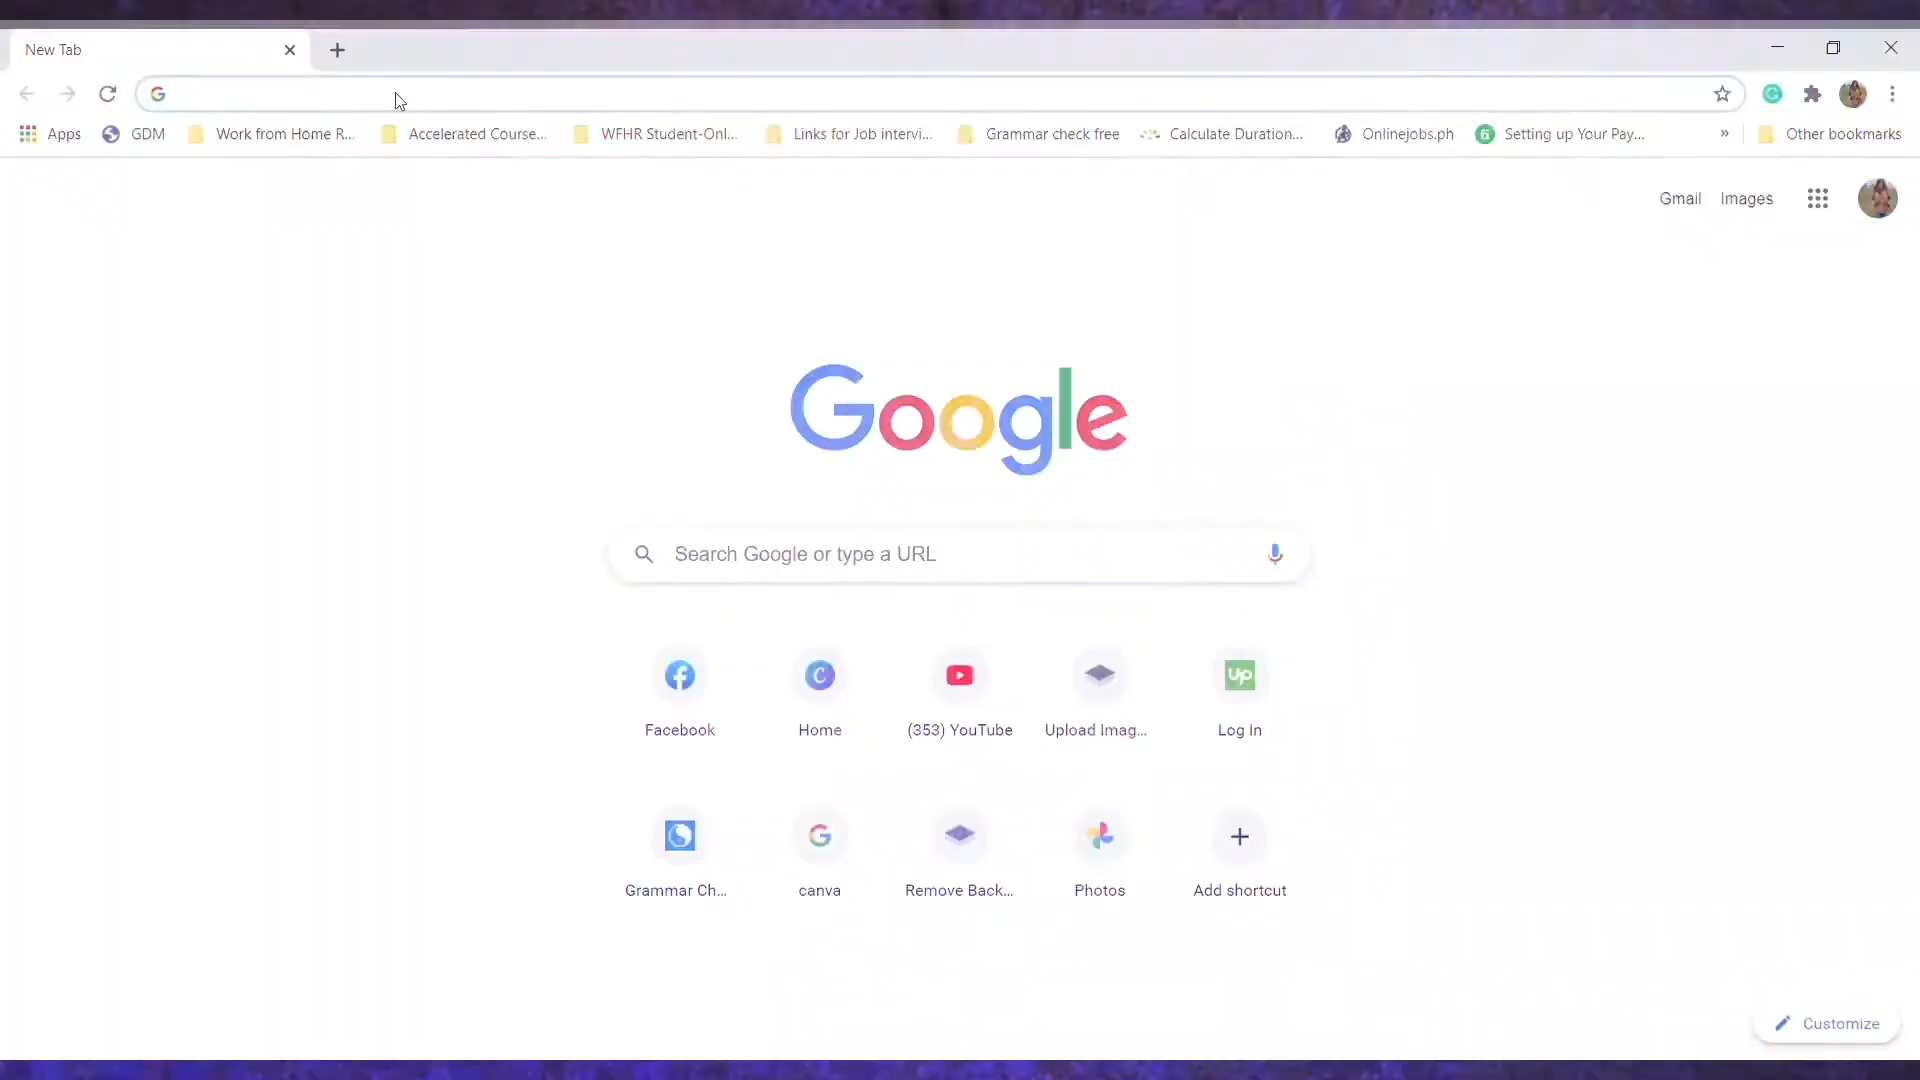 New Tab
Apps GDM Work from Home R... Accelerated Course... WFHR Student-Onl... Links for Job intervi... Grammar check free Calculate Duration... Onlinejobs.ph Setting up Your Pay... » Other bookmarks
Gmail Images
Google
Search Google or type a URL
Facebook Home (353) YouTube Upload Imag... Log In
Grammar Ch... canva Remove Back... Photos Add shortcut
Customize